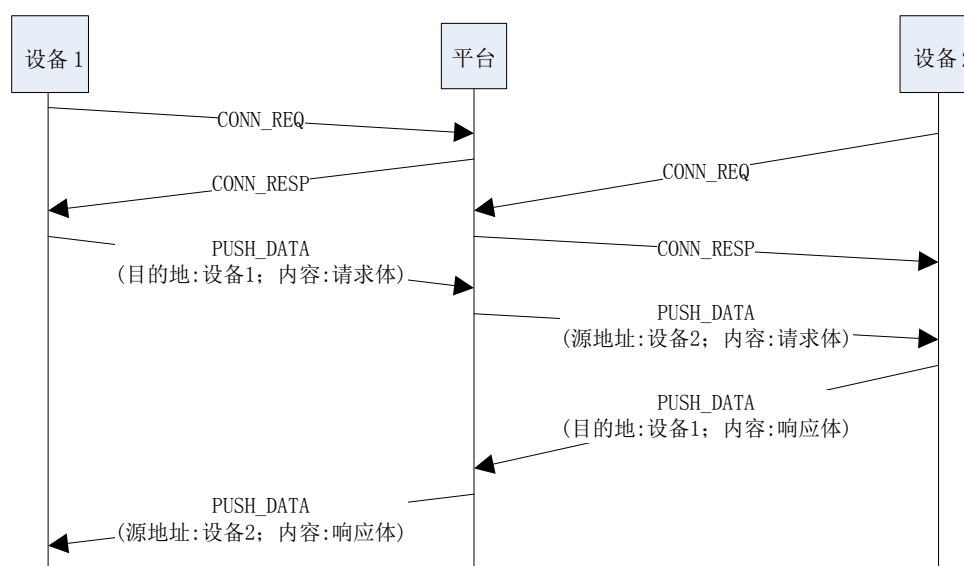 设备1
平台
设备2
CONN_REQ
CONN_RESP
CONN_REQ
PUSH_DATA
(目的地:设备1; 内容:请求体)
CONN_RESP
PUSH_DATA
(源地址:设备2; 内容:请求体)
PUSH_DATA
(目的地:设备1; 内容:响应体)
PUSH_DATA
(源地址:设备2; 内容:响应体)